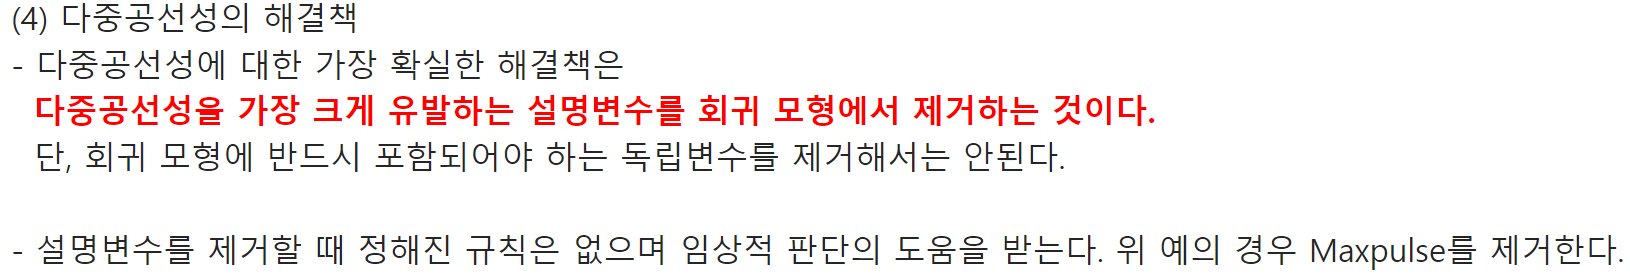 (4) 다중공선성의 해결책
- 다중공선성에 대한 가장 확실한 해결책은
다중공선성을 가장 크게 유발하는 설명변수를 회귀 모형에서 제거하는 것이다.
단, 회귀 모형에 반드시 포함되어야 하는 독립변수를 제거해서는 안된다.
- 설명변수를 제거할 때 정해진 규칙은 없으며 임상적 판단의 도움을 받는다. 위 예의 경우 Maxpulse를 제거한다.